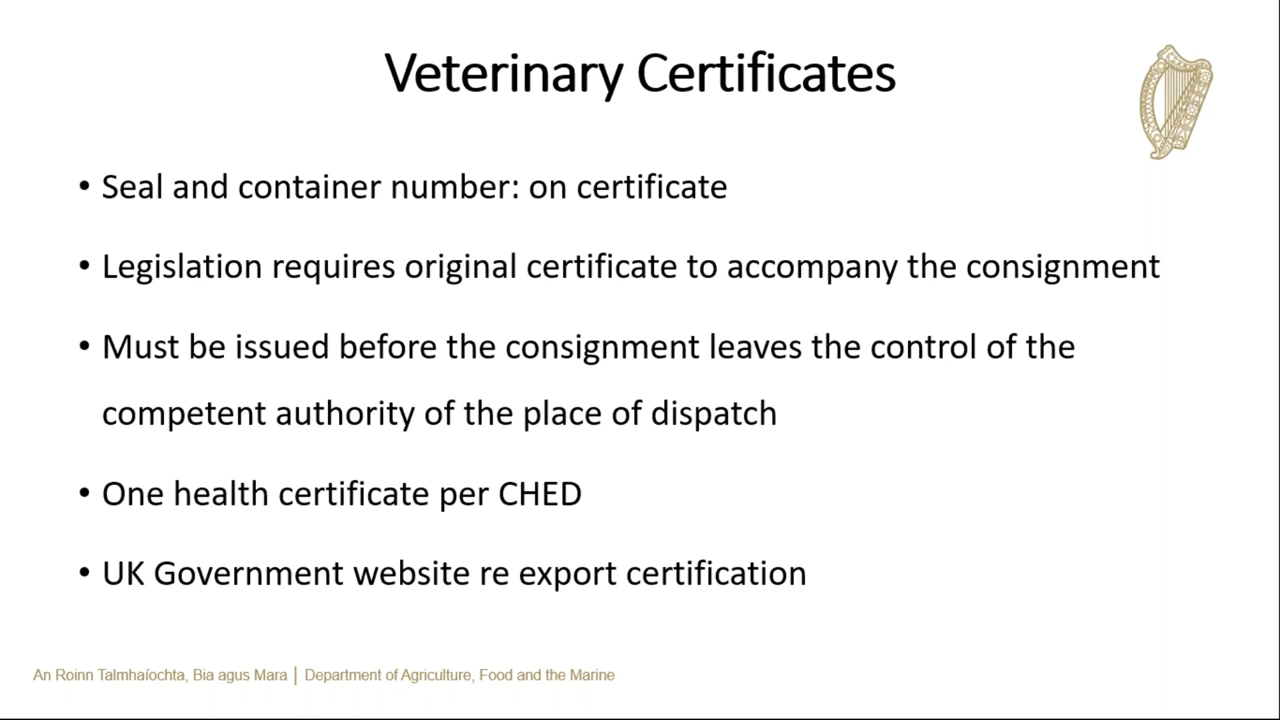 Veterinary Certificates
• Seal and container number: on certificate
• Legislation requires original certificate to accompany the consignment
• Must be issued before the consignment leaves the control of the
competent authority of the place of dispatch
• One health certificate per CHED
• UK Government website re export certification
An Roinn Talmhaíochta, Bia agus Mara | Department of Agriculture, Food and the Marine